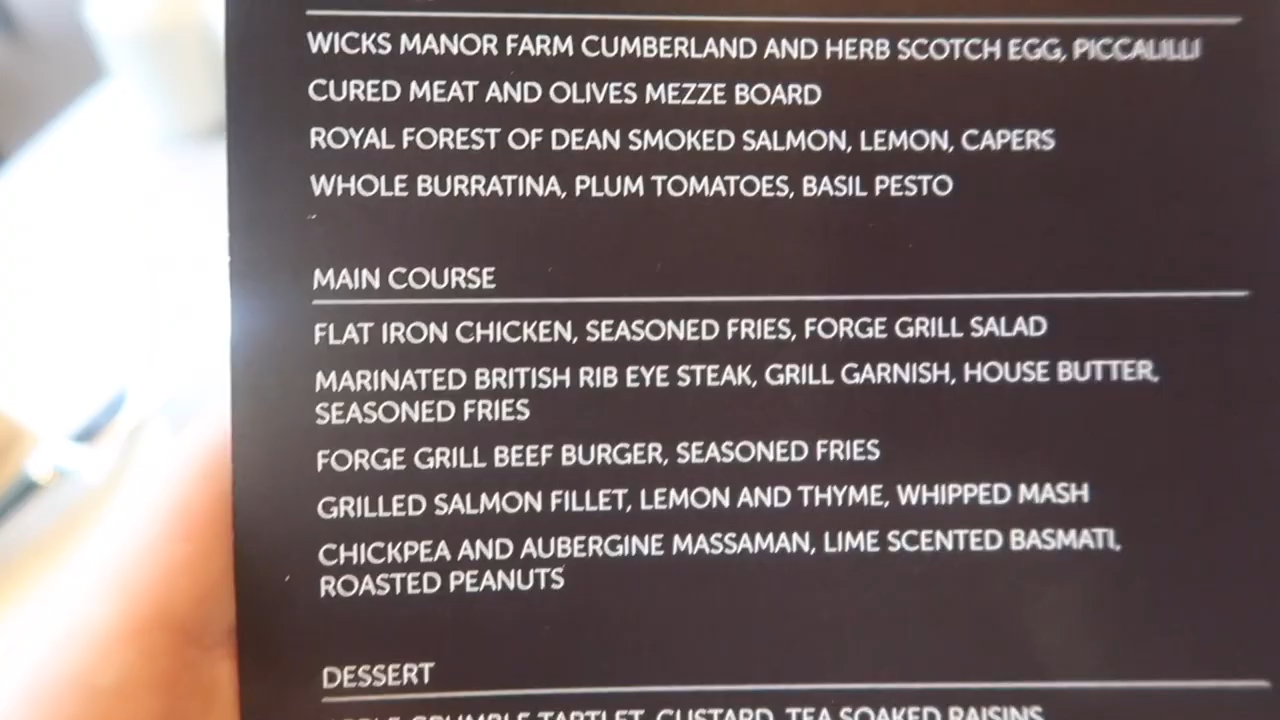 WICKS MANOR FARM CUMBERLAND AND HERB SCOTCH EGG, PICCALILLI
CURED MEAT AND OLIVES MEZZE BOARD
ROYAL FOREST OF DEAN SMOKED SALMON, LEMON, CAPERS
WHOLE BURRATINA, PLUM TOMATOES, BASIL PESTO
MAIN COURSE
FLAT IRON CHICKEN, SEASONED FRIES, FORGE GRILL SALAD
MARINATED BRITISH RIB EYE STEAK, GRILL GARNISH, HOUSE BUTTER,
SEASONED FRIES
FORGE GRILL BEEF BURGER, SEASONED FRIES
GRILLED SALMON FILLET, LEMON AND THYME, WHIPPED MASH
CHICKPEA AND AUBERGINE MASSAMAN, LIME SCENTED BASMATI,
ROASTED PEANUTS
DESSERT
APPLE CRUMBLE TARTLET, CUSTARD, TEA SOAKED RAISINS